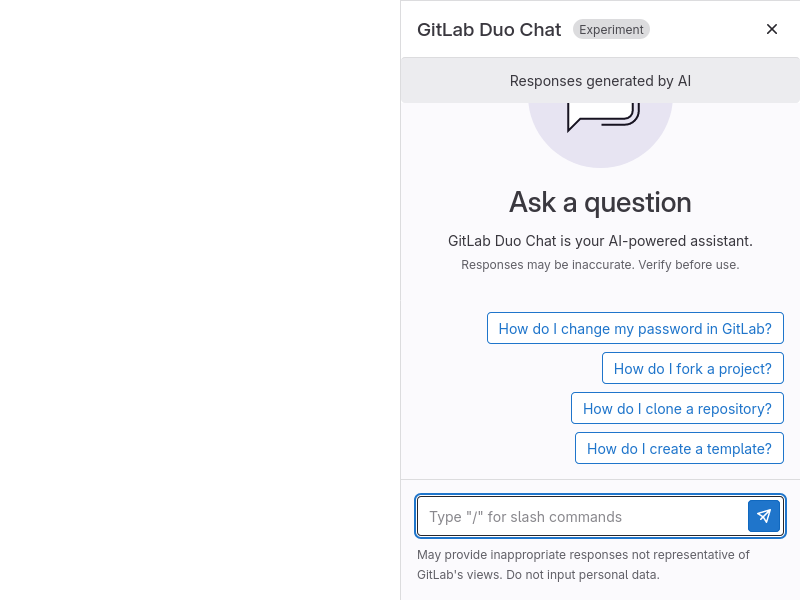 GitLab Duo Chat Experiment
Responses generated by AI
Ask a question
GitLab Duo Chat is your AI-powered assistant.
Responses may be inaccurate. Verify before use.
How do I change my password in GitLab?
How do I fork a project?
How do I clone a repository?
How do I create a template?
Type "/" for slash commands
May provide inappropriate responses not representative of
GitLab's views. Do not input personal data.